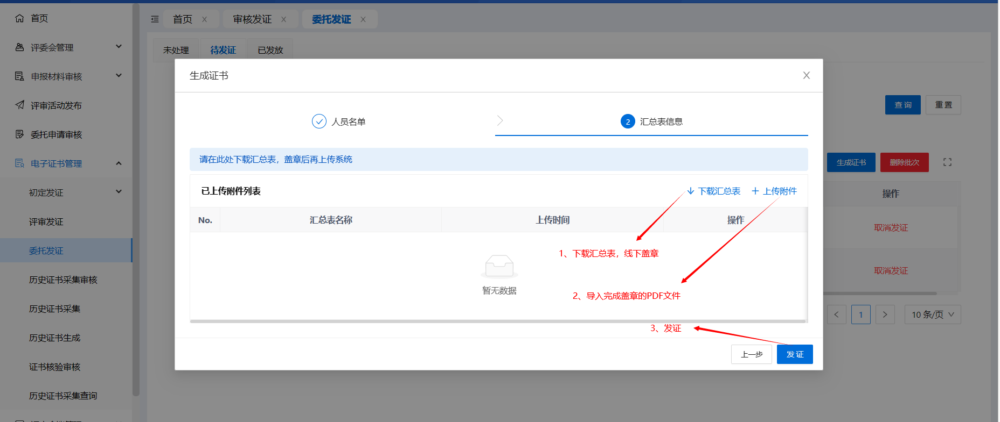 首页
评委会管理
申报材料审核
评审活动发布
委托申请审核
电子证书管理
初定发证
评审发证
委托发证
历史证书采集审核
历史证书采集
历史证书生成
证书核验审核
历史证书采集查询
首页 X
审核发证 X
委托发证 X
未处理
待发证
已发放
查 询
重 置
生成证书
删除批次
操作
取消发证
取消发证
1
10 条/页
生成证书
人员名单
2 汇总表信息
请在此处下载汇总表，盖章后再上传系统
已上传附件列表
下载汇总表
上传附件
No.
汇总表名称
上传时间
操作
1、下载汇总表，线下盖章
暂无数据
2、导入完成盖章的PDF文件
3、发证
上一步
发 证